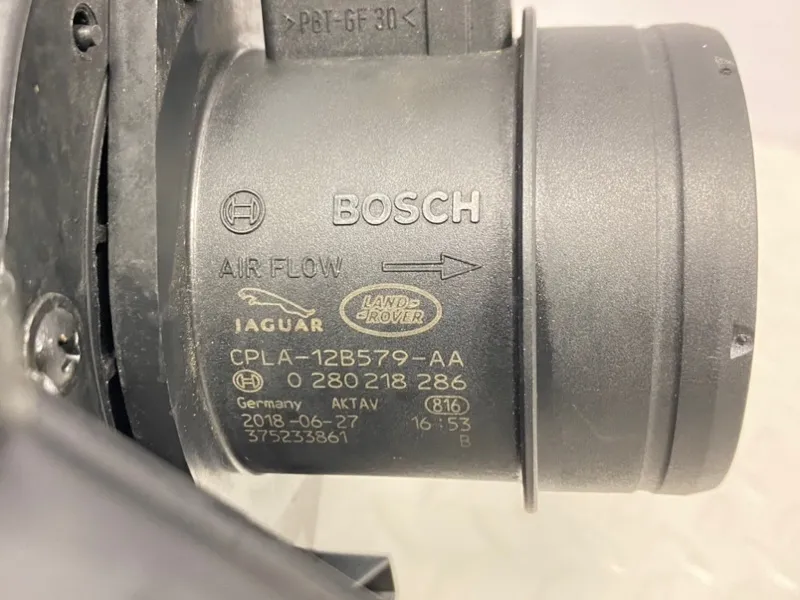 >PBT-GF30<
BOSCH
AIR FLOW
JAGUAR
LAND-
-ROVER
CPLA-12B579-AA
0 280 218 286
Germany AKTAV 816
2018-06-27 16:53
375233861 B